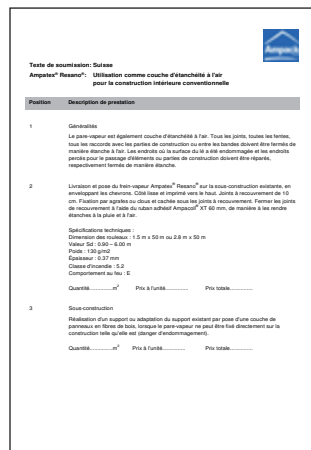 Ampack
Texte de soumission: Suisse
Ampatex® Resano®: Utilisation comme couche d'étanchéité à l'air
pour la construction intérieure conventionnelle
Position Description de prestation
1 Généralités
Le pare-vapeur est également couche d'étanchéité à l'air. Tous les joints, toutes les fentes,
tous les raccords avec les parties de construction ou entre les bandes doivent être fermés de
manière étanche à l'air. Les endroits où la surface du lé a été endommagée et les endroits
percés pour le passage d'éléments ou parties de construction doivent être réparés,
respectivement fermés de manière étanche.
2 Livraison et pose du frein-vapeur Ampatex® Resano® sur la sous-construction existante, en
enveloppant les chevrons. Côté lisse et imprimé vers le haut. Joints à recouvrement de 10
cm. Fixation par agrafes ou clous et cachée sous les joints à recouvrement. Fermer les joints
de recouvrement à l'aide du ruban adhésif Ampacoll® XT 60 mm, de manière à les rendre
étanches à la pluie et à l'air.
Spécifications techniques :
Dimension des rouleaux : 1.5 m x 50 m ou 2.8 m x 50 m
Valeur Sd : 0.90 – 6.00 m
Poids : 130 g/m2
Épaisseur : 0.37 mm
Classe d'incendie : 5.2
Comportement au feu : E
Quantité..............m² Prix à l'unité.............. Prix totale..............
3 Sous-construction
Réalisation d'un support ou adaptation du support existant par pose d'une couche de
panneaux en fibres de bois, lorsque le pare-vapeur ne peut être fixé directement sur la
construction telle qu'elle est (danger d'endommagement).
Quantité..............m² Prix à l'unité.............. Prix totale..............